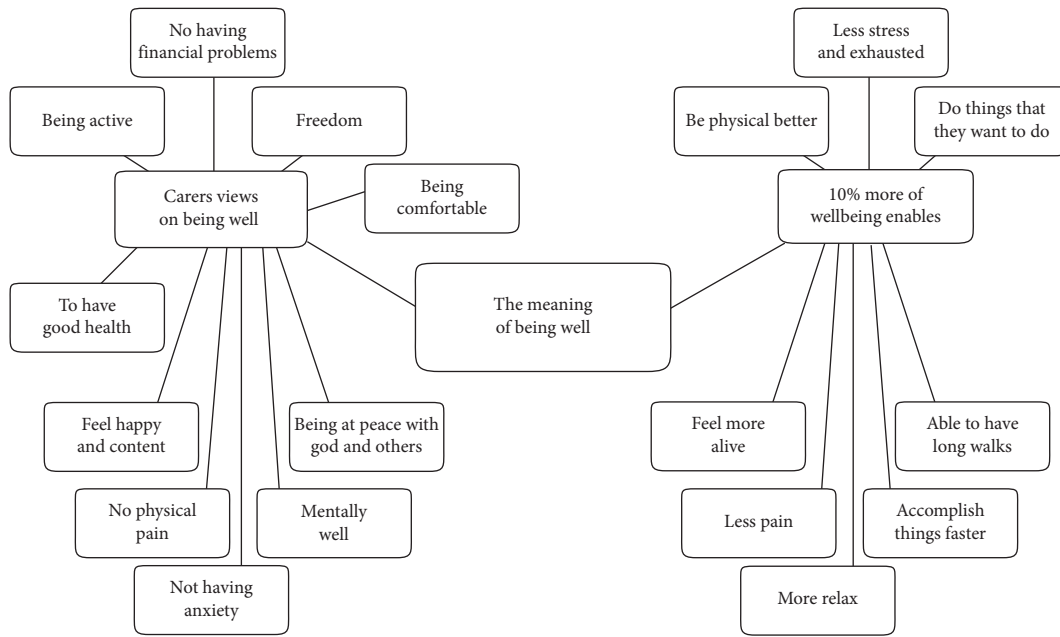 No having
financial problems
Being active
Freedom
Carers views
on being well
Being
comfortable
To have
good health
Feel happy
and content
Being at peace with
god and others
No physical
pain
Mentally
well
Not having
anxiety
The meaning
of being well
Less stress
and exhausted
Be physical better
Do things that
they want to do
10% more of
wellbeing enables
Feel more
alive
Able to have
long walks
Less pain
Accomplish
things faster
More relax